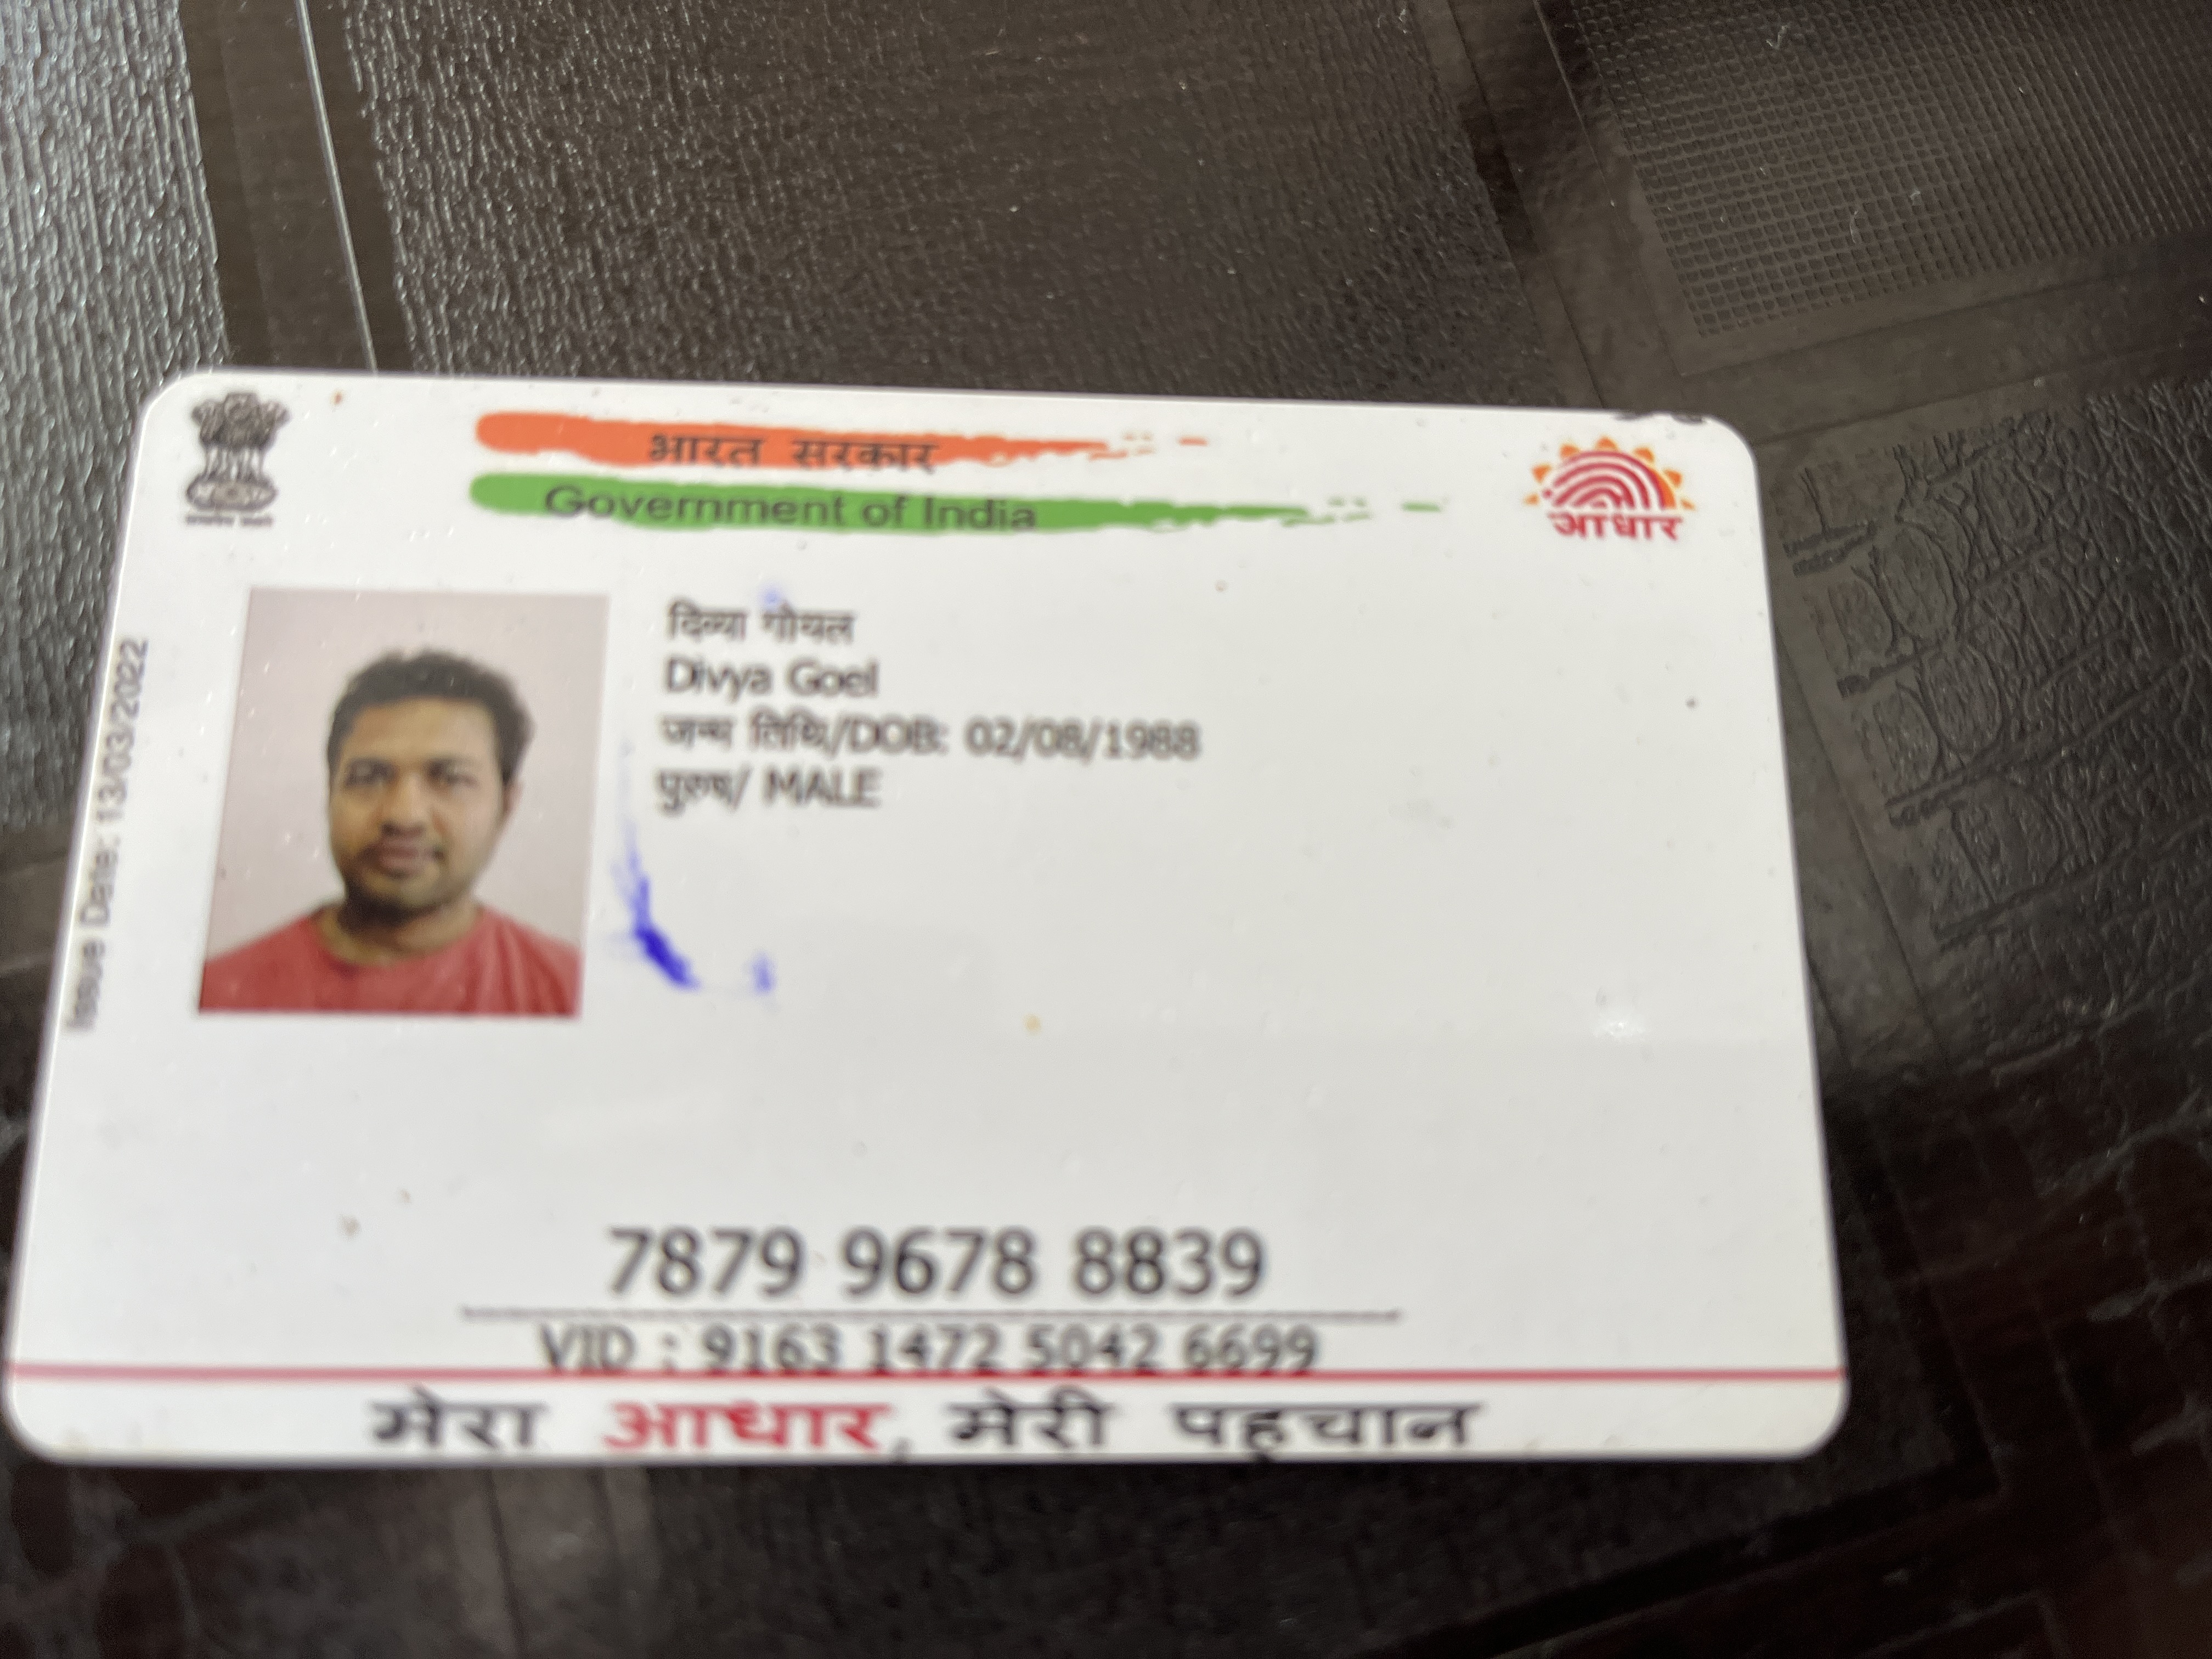 भारत सरकार
Government of India
आधार
Issue Date: 13/03/2022
दिव्या गोयल
Divya Goel
जन्म तिथि/DOB: 02/08/1988
पुरुष/ MALE
7879 9678 8839
VID : 9163 1472 5042 6699
मेरा आधार, मेरी पहचान